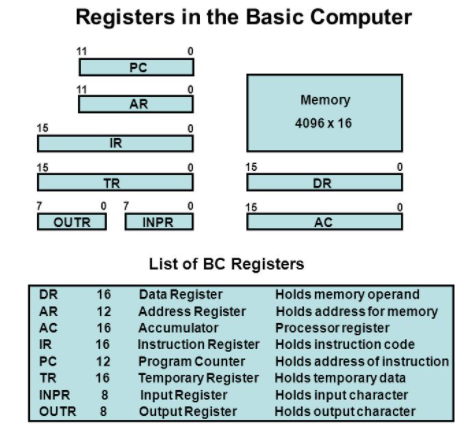 Registers in the Basic Computer
11 0
PC
11 0
AR
Memory
4096 x 16
15 0
IR
15 0
TR
15 0
DR
7 0 7 0
OUTR INPR
15 0
AC
List of BC Registers
DR 16 Data Register Holds memory operand
AR 12 Address Register Holds address for memory
AC 16 Accumulator Processor register
IR 16 Instruction Register Holds instruction code
PC 12 Program Counter Holds address of instruction
TR 16 Temporary Register Holds temporary data
INPR 8 Input Register Holds input character
OUTR 8 Output Register Holds output character